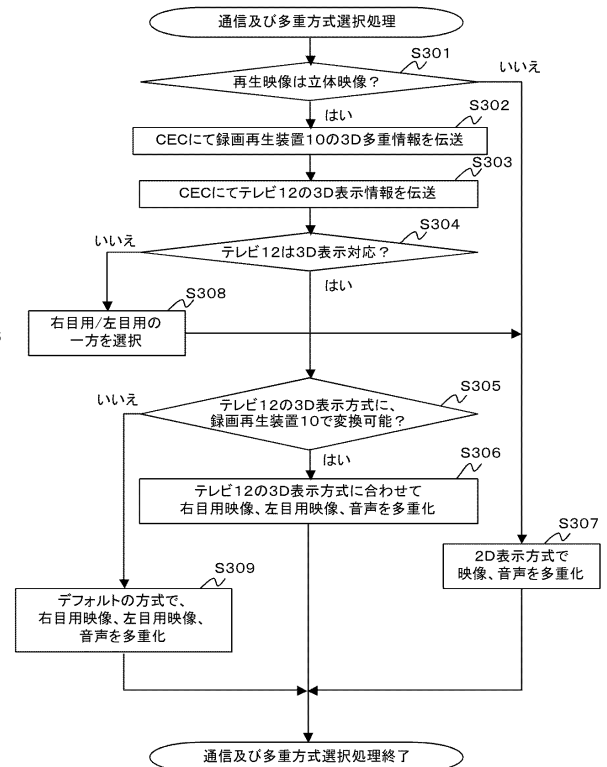 通信及び多重方式選択処理
S301
再生映像は立体映像？
いいえ
はい
S302
CECにて録画再生装置10の3D多重情報を伝送
S303
CECにてテレビ12の3D表示情報を伝送
S304
いいえ
テレビ12は3D表示対応？
はい
S308
右目用/左目用の
一方を選択
S305
いいえ
テレビ12の3D表示方式に、
録画再生装置10で変換可能？
はい
S306
テレビ12の3D表示方式に合わせて
右目用映像、左目用映像、音声を多重化
S307
2D表示方式で
映像、音声を多重化
S309
デフォルトの方式で、
右目用映像、左目用映像、
音声を多重化
通信及び多重方式選択処理終了